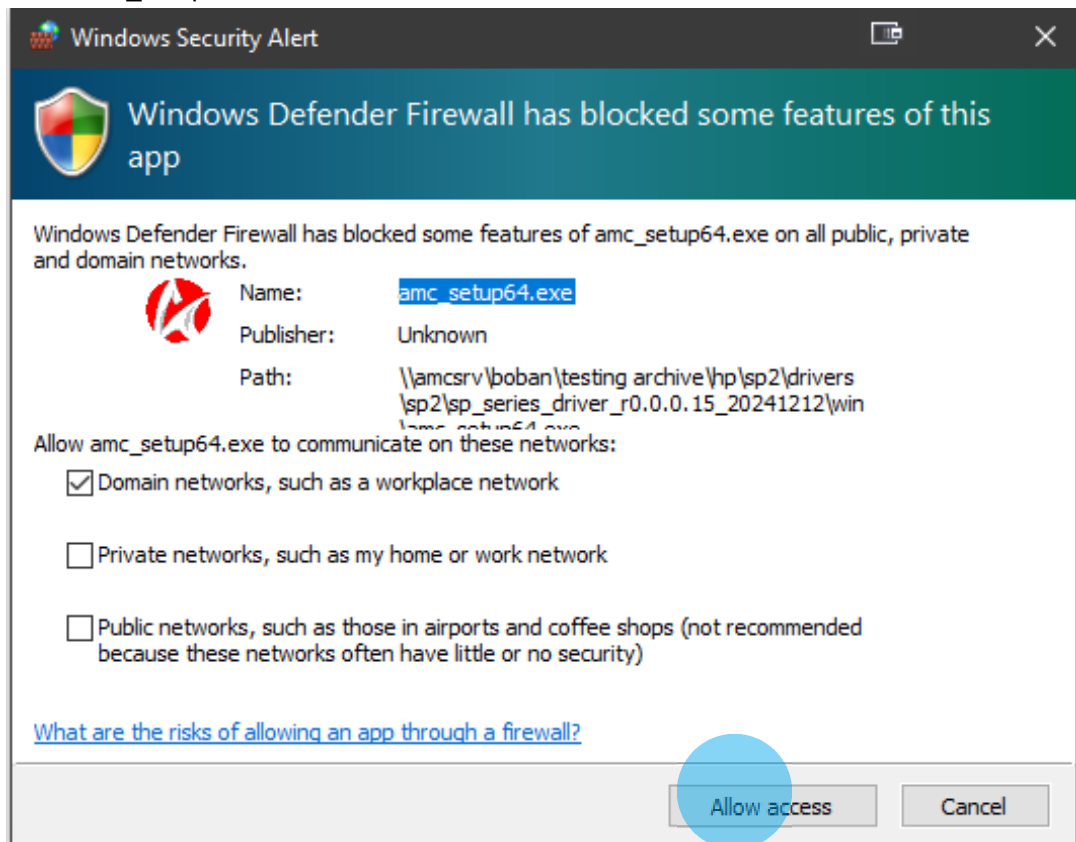 Windows Security Alert
Windows Defender Firewall has blocked some features of this
app
Windows Defender Firewall has blocked some features of amc_setup64.exe on all public, private
and domain networks.
Name: amc_setup64.exe
Publisher: Unknown
Path: \\amcsrv\boban\testing archive\hp\sp2\drivers
\sp2\sp_series_driver_r0.0.0.15_20241212\win
\amc_setup64.exe
Allow amc_setup64.exe to communicate on these networks:
Domain networks, such as a workplace network
Private networks, such as my home or work network
Public networks, such as those in airports and coffee shops (not recommended
because these networks often have little or no security)
What are the risks of allowing an app through a firewall?
Allow access Cancel